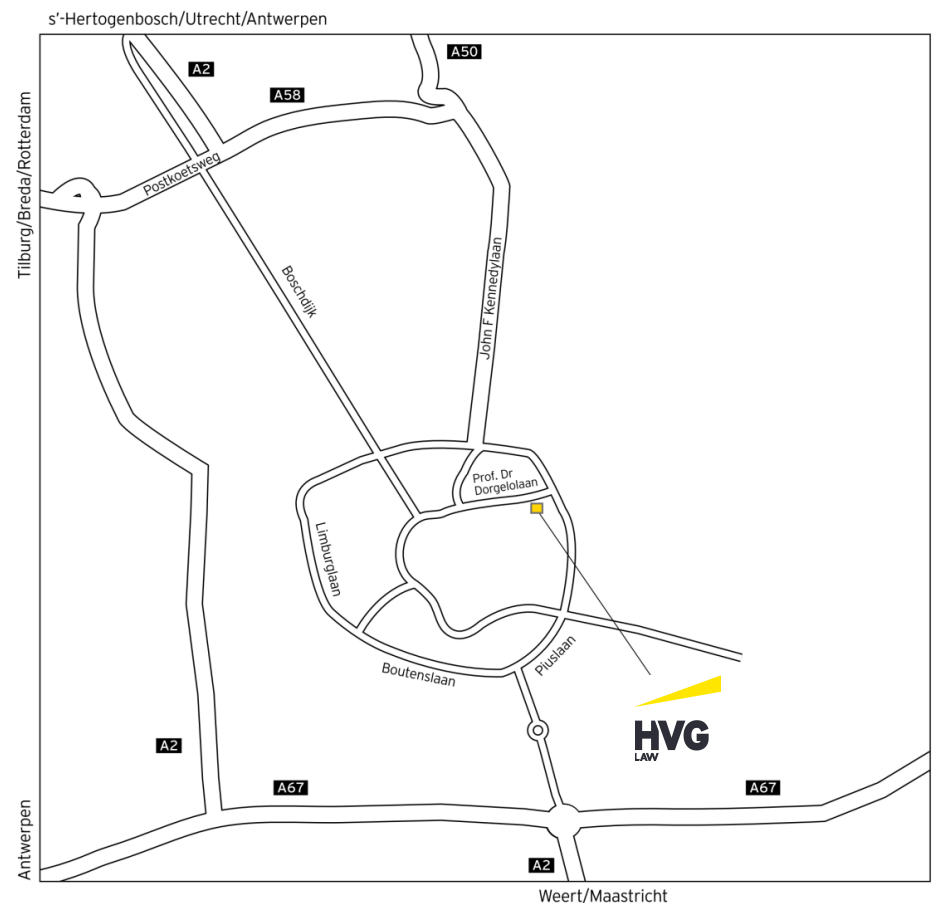 s'-Hertogenbosch/Utrecht/Antwerpen
A50
A2
A58
Tilburg/Breda/Rotterdam
Postkoetsweg
Boschdijk
John F Kennedylaan
Prof. Dr
Dorgelolaan
Limburglaan
Piuslaan
Boutenslaan
HVG
LAW
A2
A67
A67
Antwerpen
A2
Weert/Maastricht